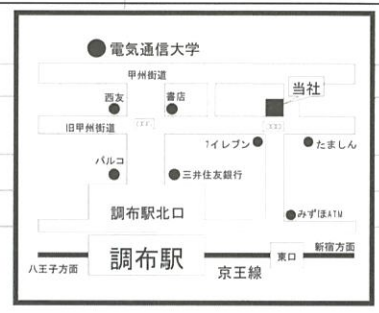 電気通信大学
甲州街道
当社
西友
書店
旧甲州街道
7イレブン
たましん
パルコ
三井住友銀行
調布駅北口
みずほATM
新宿方面
調布駅
東口
八王子方面
京王線